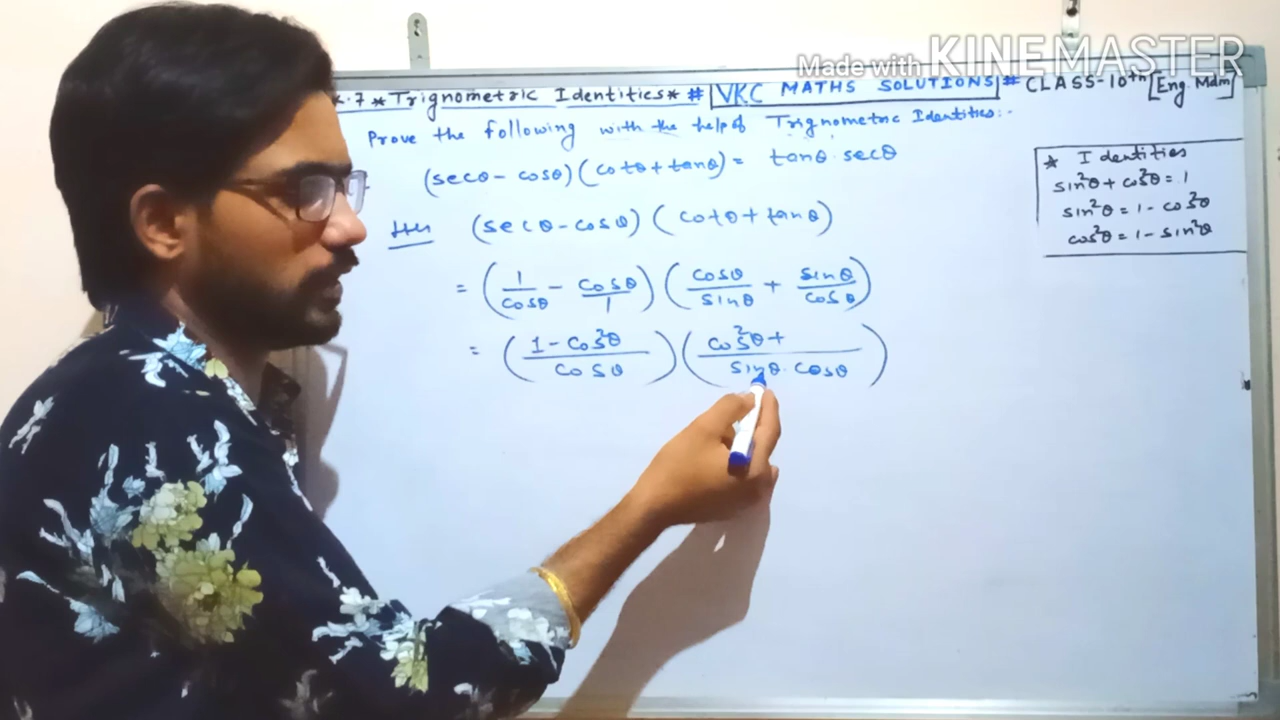 Made with KINEMASTER
.7 * Trignometric Identities * # VKC MATHS SOLUTIONS # CLASS-10th [Eng Mdm]
Prove the following with the help of Trignometric Identities:-
(secθ - cosθ)(cotθ + tanθ) = tanθ · secθ
(secθ - cosθ)(cotθ + tanθ)
= (1/cosθ - cosθ/1)(cosθ/sinθ + sinθ/cosθ)
= (1 - cos²θ/cosθ)(cos²θ + /sinθ · cosθ)
* Identities
sin²θ + cos²θ = 1
sin²θ = 1 - cos²θ
cos²θ = 1 - sin²θ